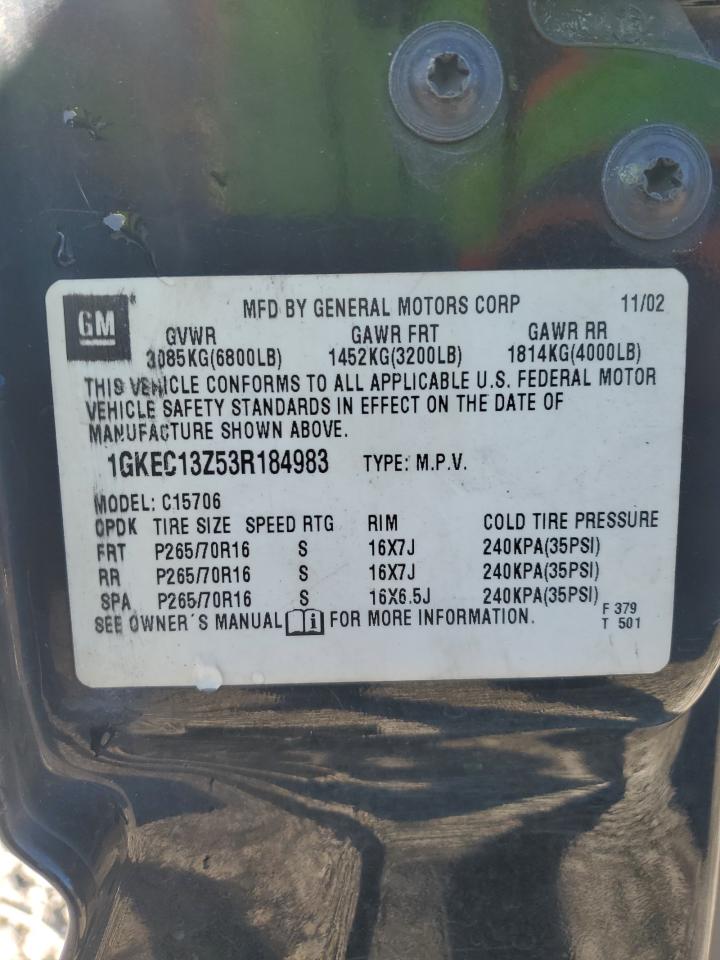 GM
MFD BY GENERAL MOTORS CORP 11/02
GVWR GAWR FRT GAWR RR
3085KG(6800LB) 1452KG(3200LB) 1814KG(4000LB)
THIS VEHICLE CONFORMS TO ALL APPLICABLE U.S. FEDERAL MOTOR
VEHICLE SAFETY STANDARDS IN EFFECT ON THE DATE OF
MANUFACTURE SHOWN ABOVE.
1GKEC13Z53R184983 TYPE: M.P.V.
MODEL: C15706
OPDK TIRE SIZE SPEED RTG RIM COLD TIRE PRESSURE
FRT P265/70R16 S 16X7J 240KPA(35PSI)
RR P265/70R16 S 16X7J 240KPA(35PSI)
SPA P265/70R16 S 16X6.5J 240KPA(35PSI)
SEE OWNER'S MANUAL i FOR MORE INFORMATION.
F 379
T 501